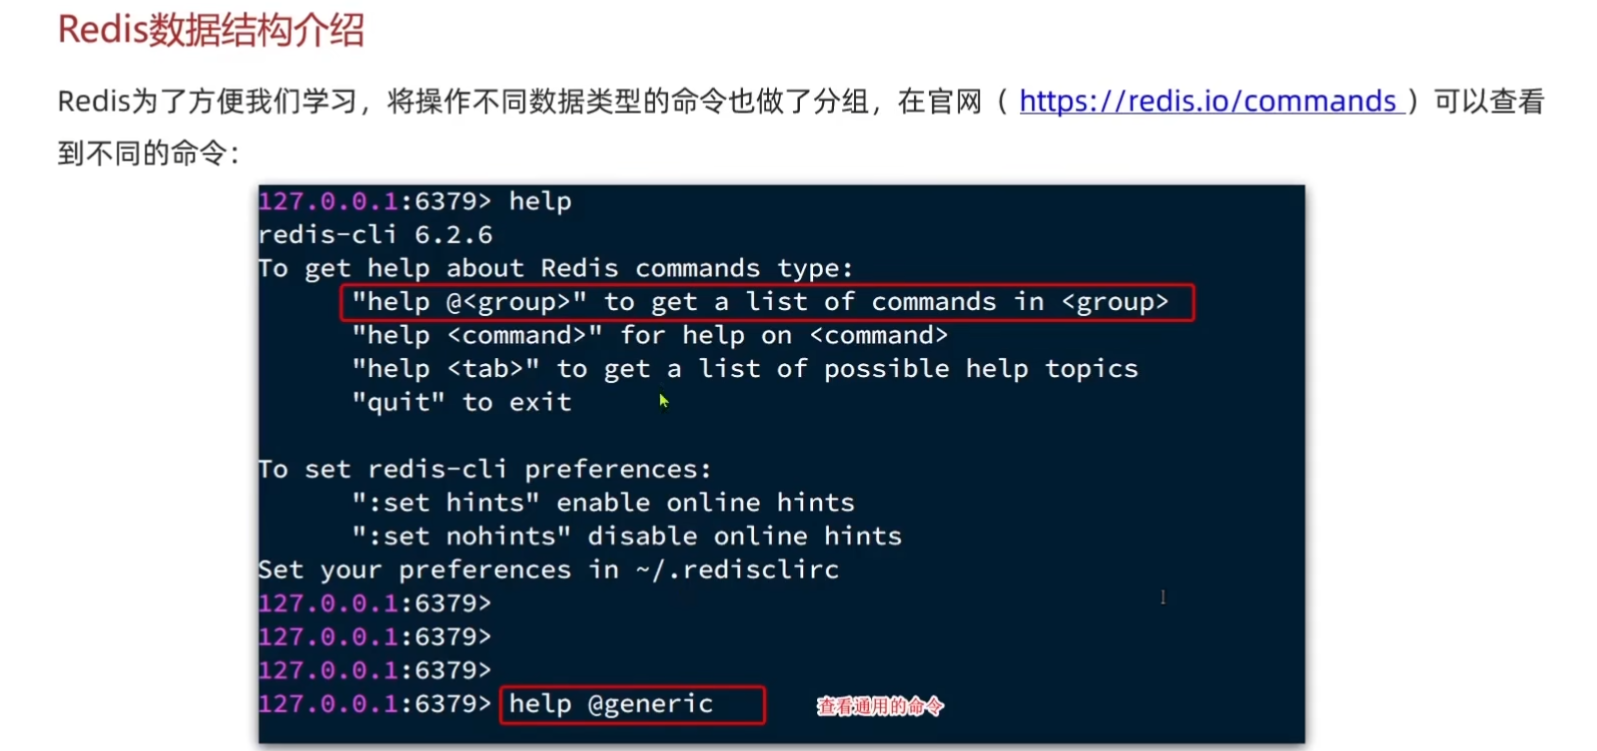 Redis数据结构介绍
Redis为了方便我们学习，将操作不同数据类型的命令也做了分组，在官网（ https://redis.io/commands ）可以查看
到不同的命令：
127.0.0.1:6379> help
redis-cli 6.2.6
To get help about Redis commands type:
"help @<group>" to get a list of commands in <group>
"help <command>" for help on <command>
"help <tab>" to get a list of possible help topics
"quit" to exit
To set redis-cli preferences:
":set hints" enable online hints
":set nohints" disable online hints
Set your preferences in ~/.redisclirc
127.0.0.1:6379>
127.0.0.1:6379>
127.0.0.1:6379>
127.0.0.1:6379> help @generic 查看通用的命令